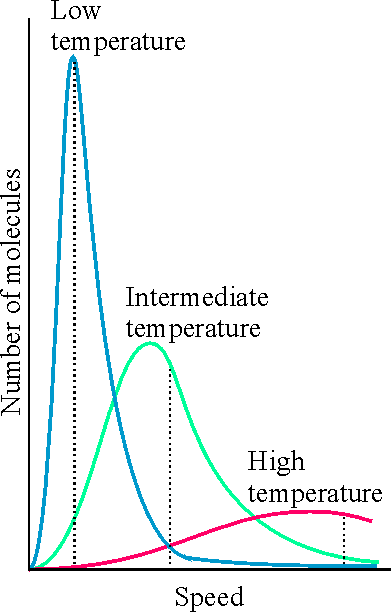 Low
temperature
Number of molecules
Intermediate
temperature
High
temperature
Speed